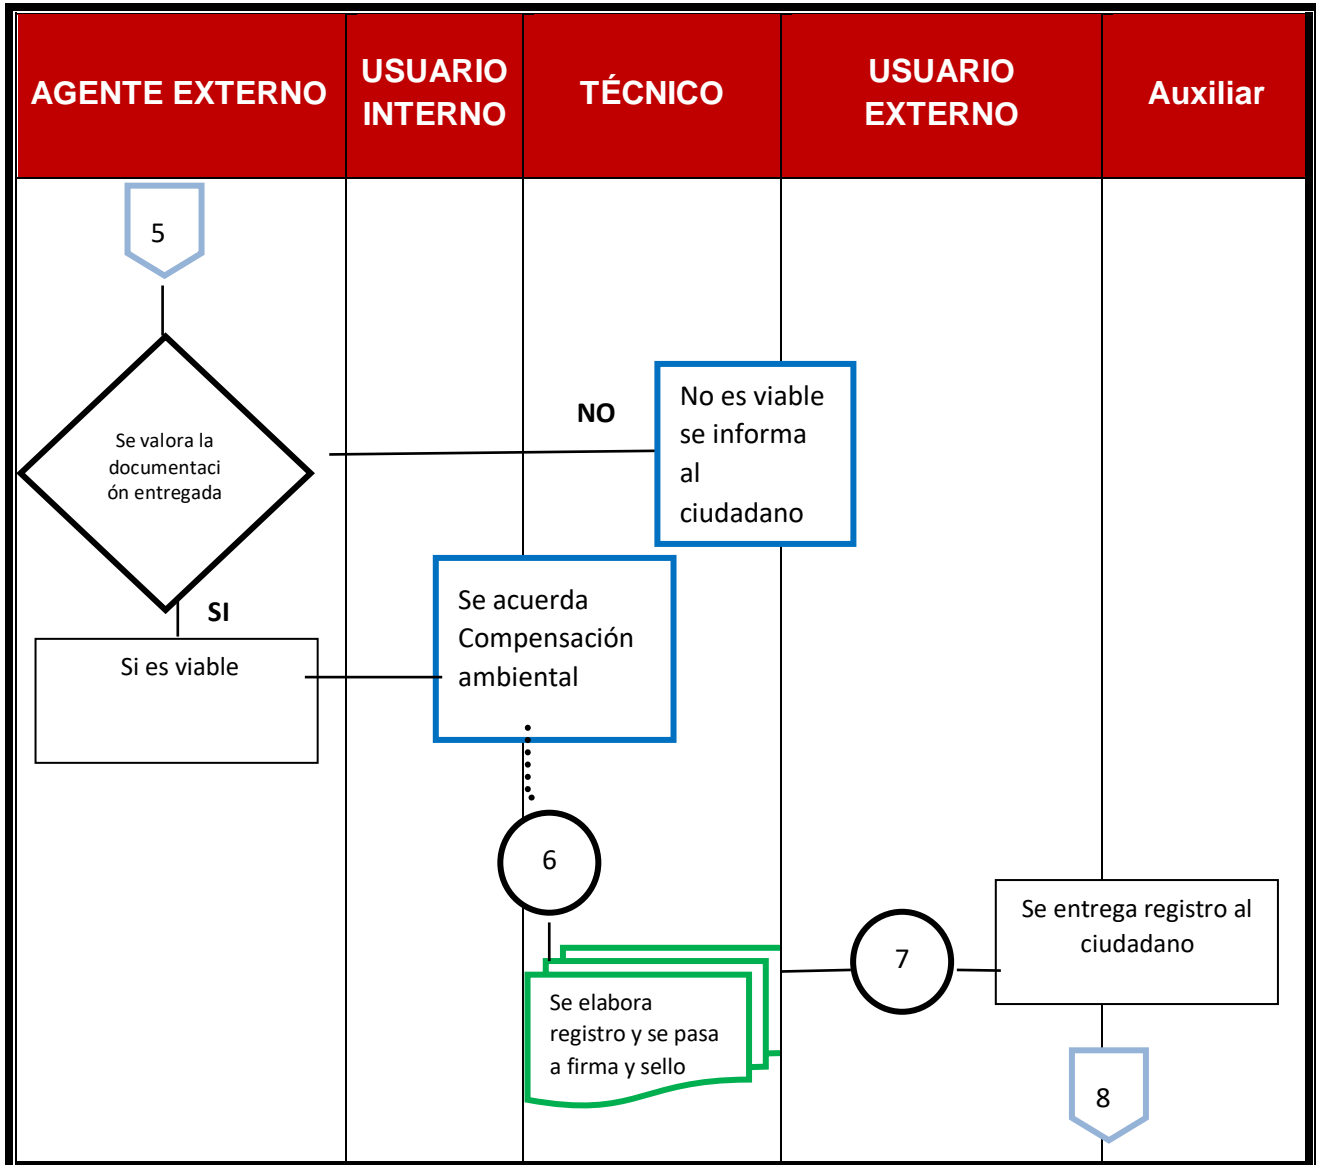 AGENTE EXTERNO
USUARIO
INTERNO
TÉCNICO
USUARIO
EXTERNO
Auxiliar
5
Se valora la
documentaci
ón entregada
NO
No es viable
se informa
al
ciudadano
SI
Si es viable
Se acuerda
Compensación
ambiental
6
Se elabora
registro y se pasa
a firma y sello
7
Se entrega registro al
ciudadano
8